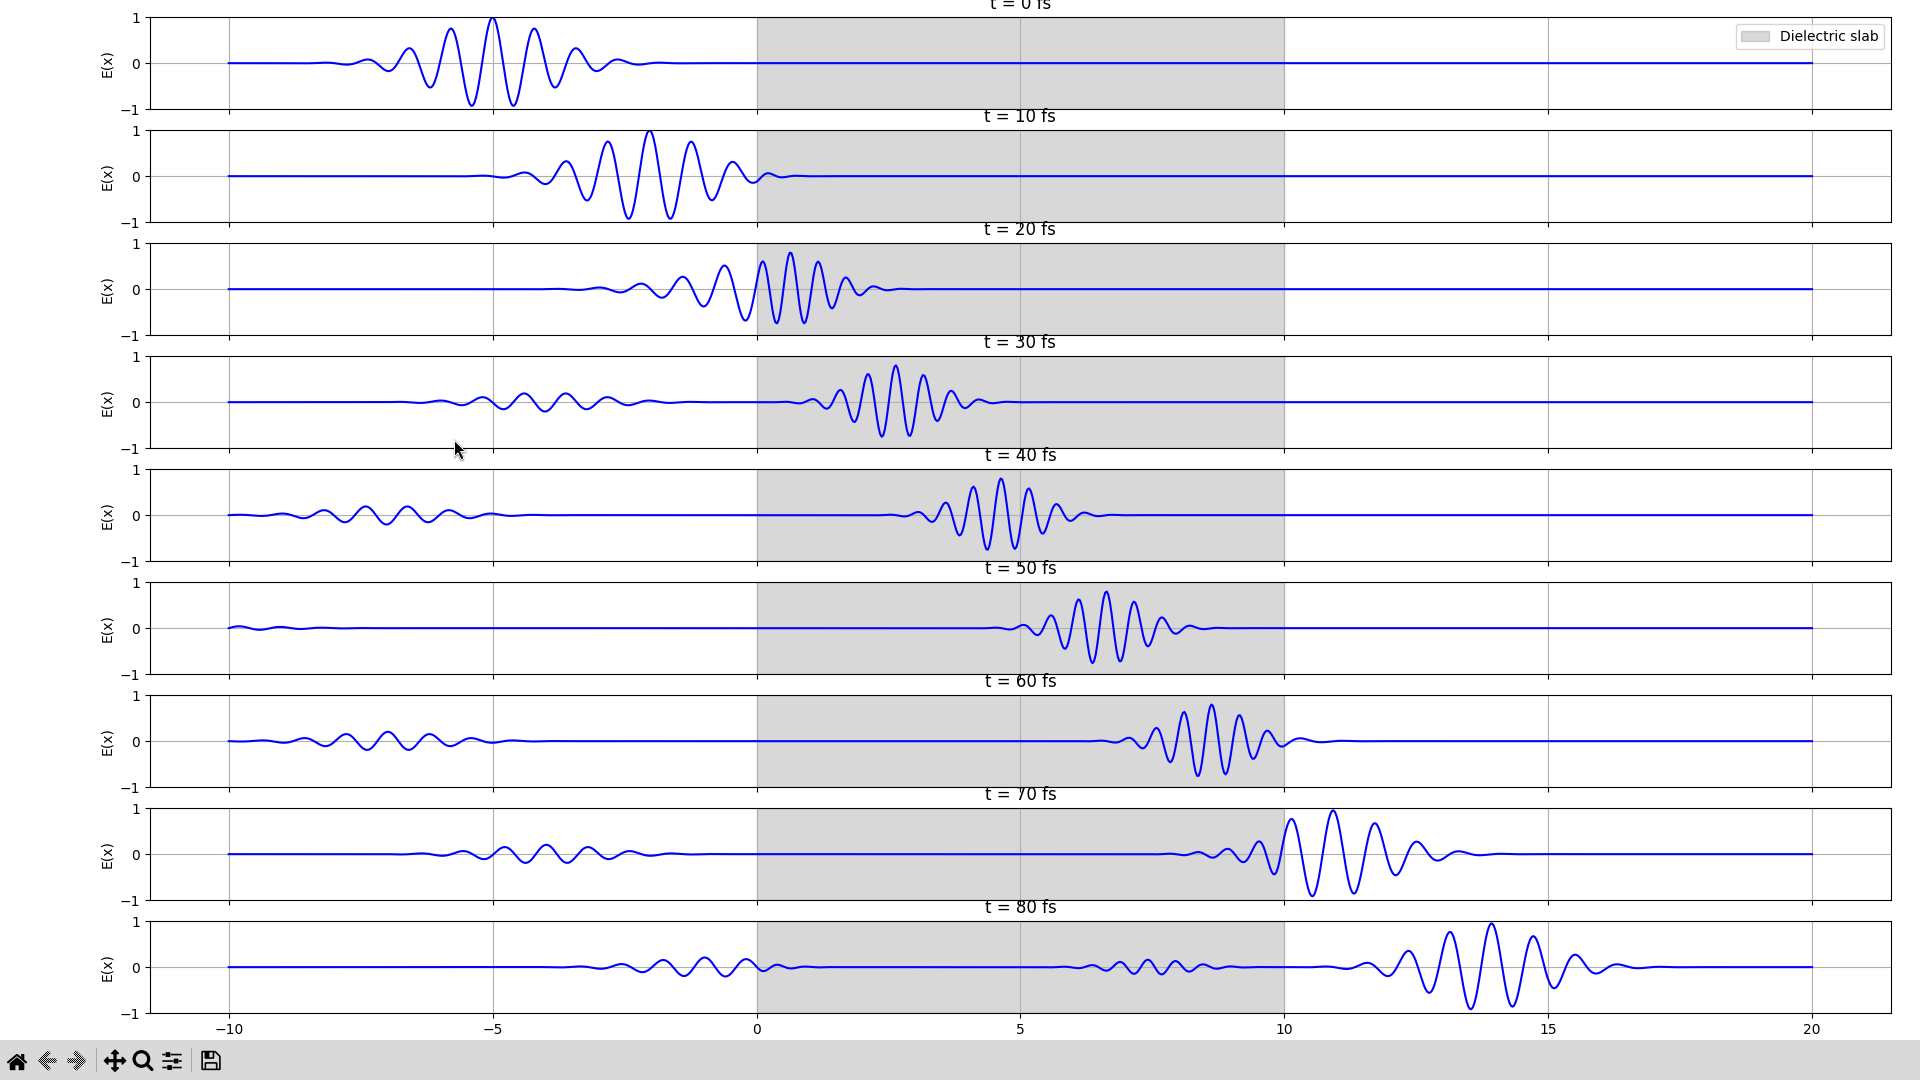 t = 0 fs
1
0
−1
E(x)
Dielectric slab
t = 10 fs
1
0
−1
E(x)
t = 20 fs
1
0
−1
E(x)
t = 30 fs
1
0
−1
E(x)
t = 40 fs
1
0
−1
E(x)
t = 50 fs
1
0
−1
E(x)
t = 60 fs
1
0
−1
E(x)
t = 70 fs
1
0
−1
E(x)
t = 80 fs
1
0
−1
E(x)
−10 −5 0 5 10 15 20